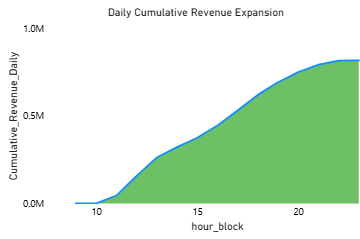 Daily Cumulative Revenue Expansion
1.0M
0.5M
0.0M
Cumulative_Revenue_Daily
10 15 20
hour_block